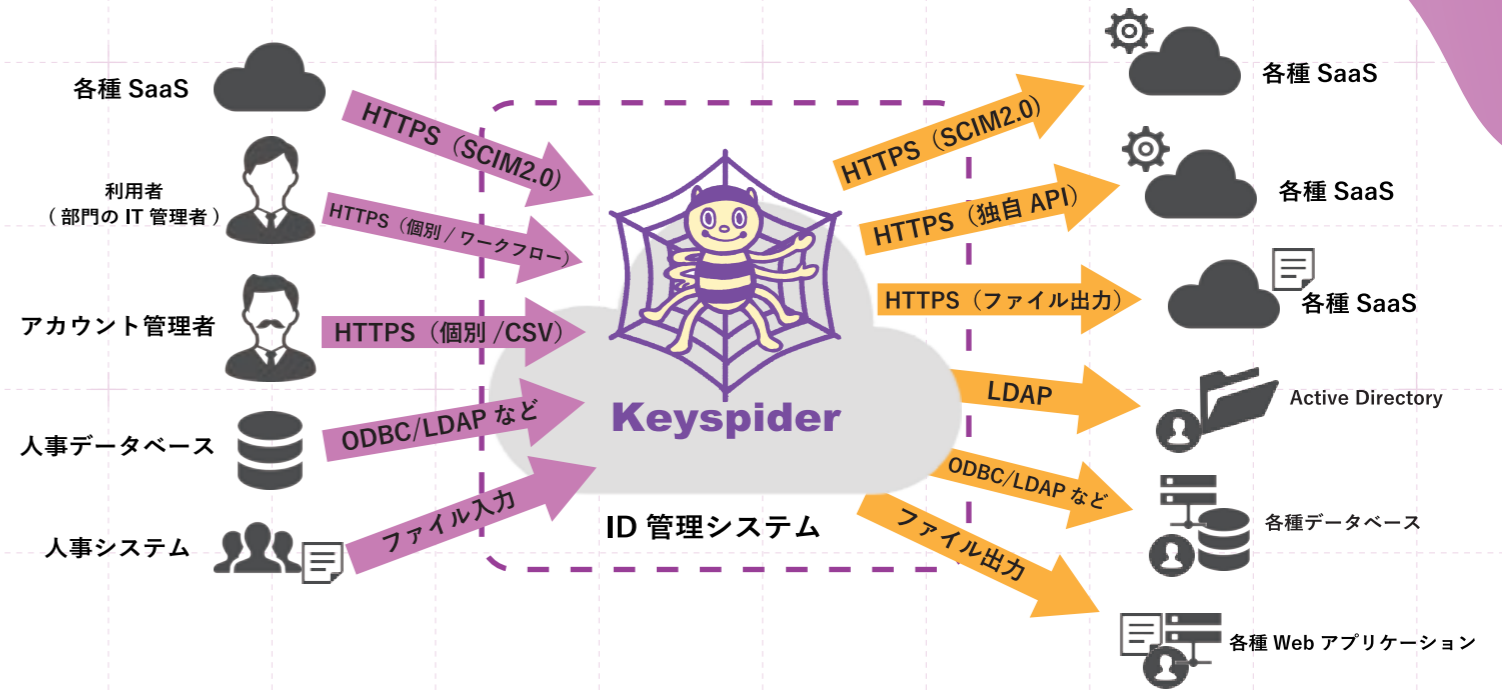 各種 SaaS
HTTPS（SCIM2.0）
利用者
（ 部門の IT 管理者 ）
HTTPS（個別 / ワークフロー）
アカウント管理者
HTTPS（個別 /CSV）
人事データベース
ODBC/LDAP など
人事システム
ファイル入力
Keyspider
ID 管理システム
HTTPS（SCIM2.0）
各種 SaaS
HTTPS（独自 API）
各種 SaaS
HTTPS（ファイル出力）
各種 SaaS
LDAP
Active Directory
ODBC/LDAP など
各種データベース
ファイル出力
各種 Web アプリケーション